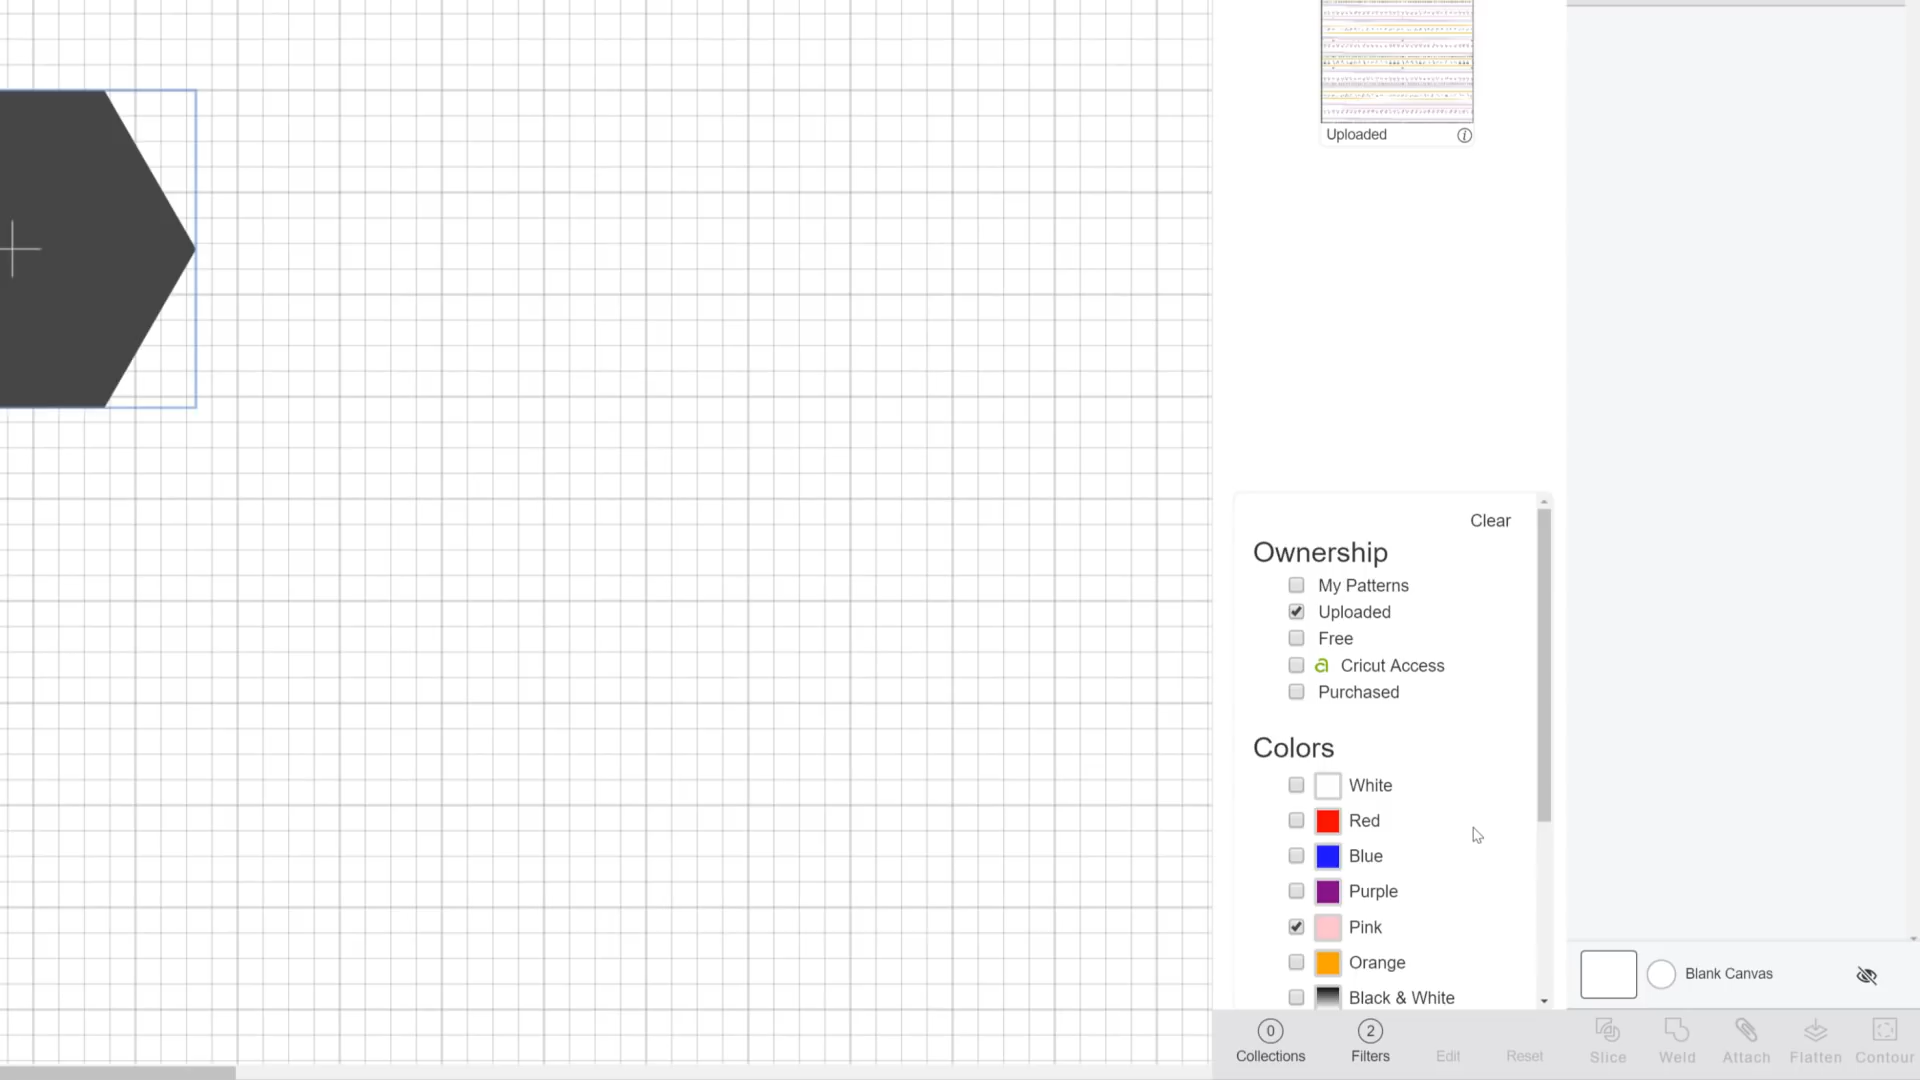 Uploaded
Clear
Ownership
My Patterns
Uploaded
Free
a Cricut Access
Purchased
Colors
White
Red
Blue
Purple
Pink
Orange
Black & White
Blank Canvas
0
Collections
2
Filters
Edit
Reset
Slice
Weld
Attach
Flatten
Contour